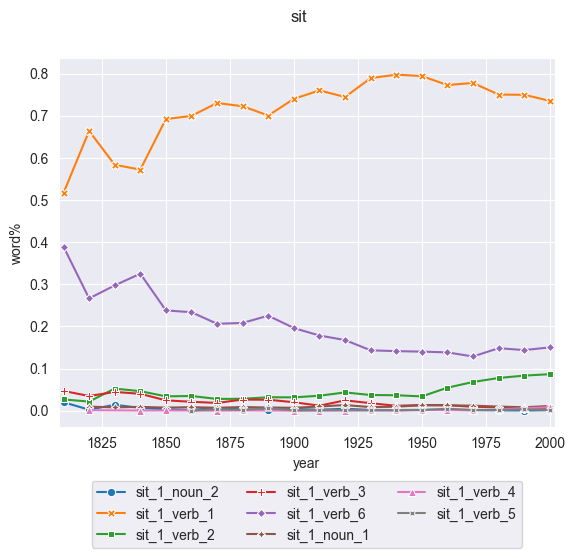 sit
0.8
0.7
0.6
0.5
0.4
0.3
0.2
0.1
0.0
word%
1825 1850 1875 1900 1925 1950 1975 2000
year
sit_1_noun_2 sit_1_verb_3 sit_1_verb_4
sit_1_verb_1 sit_1_verb_6 sit_1_verb_5
sit_1_verb_2 sit_1_noun_1